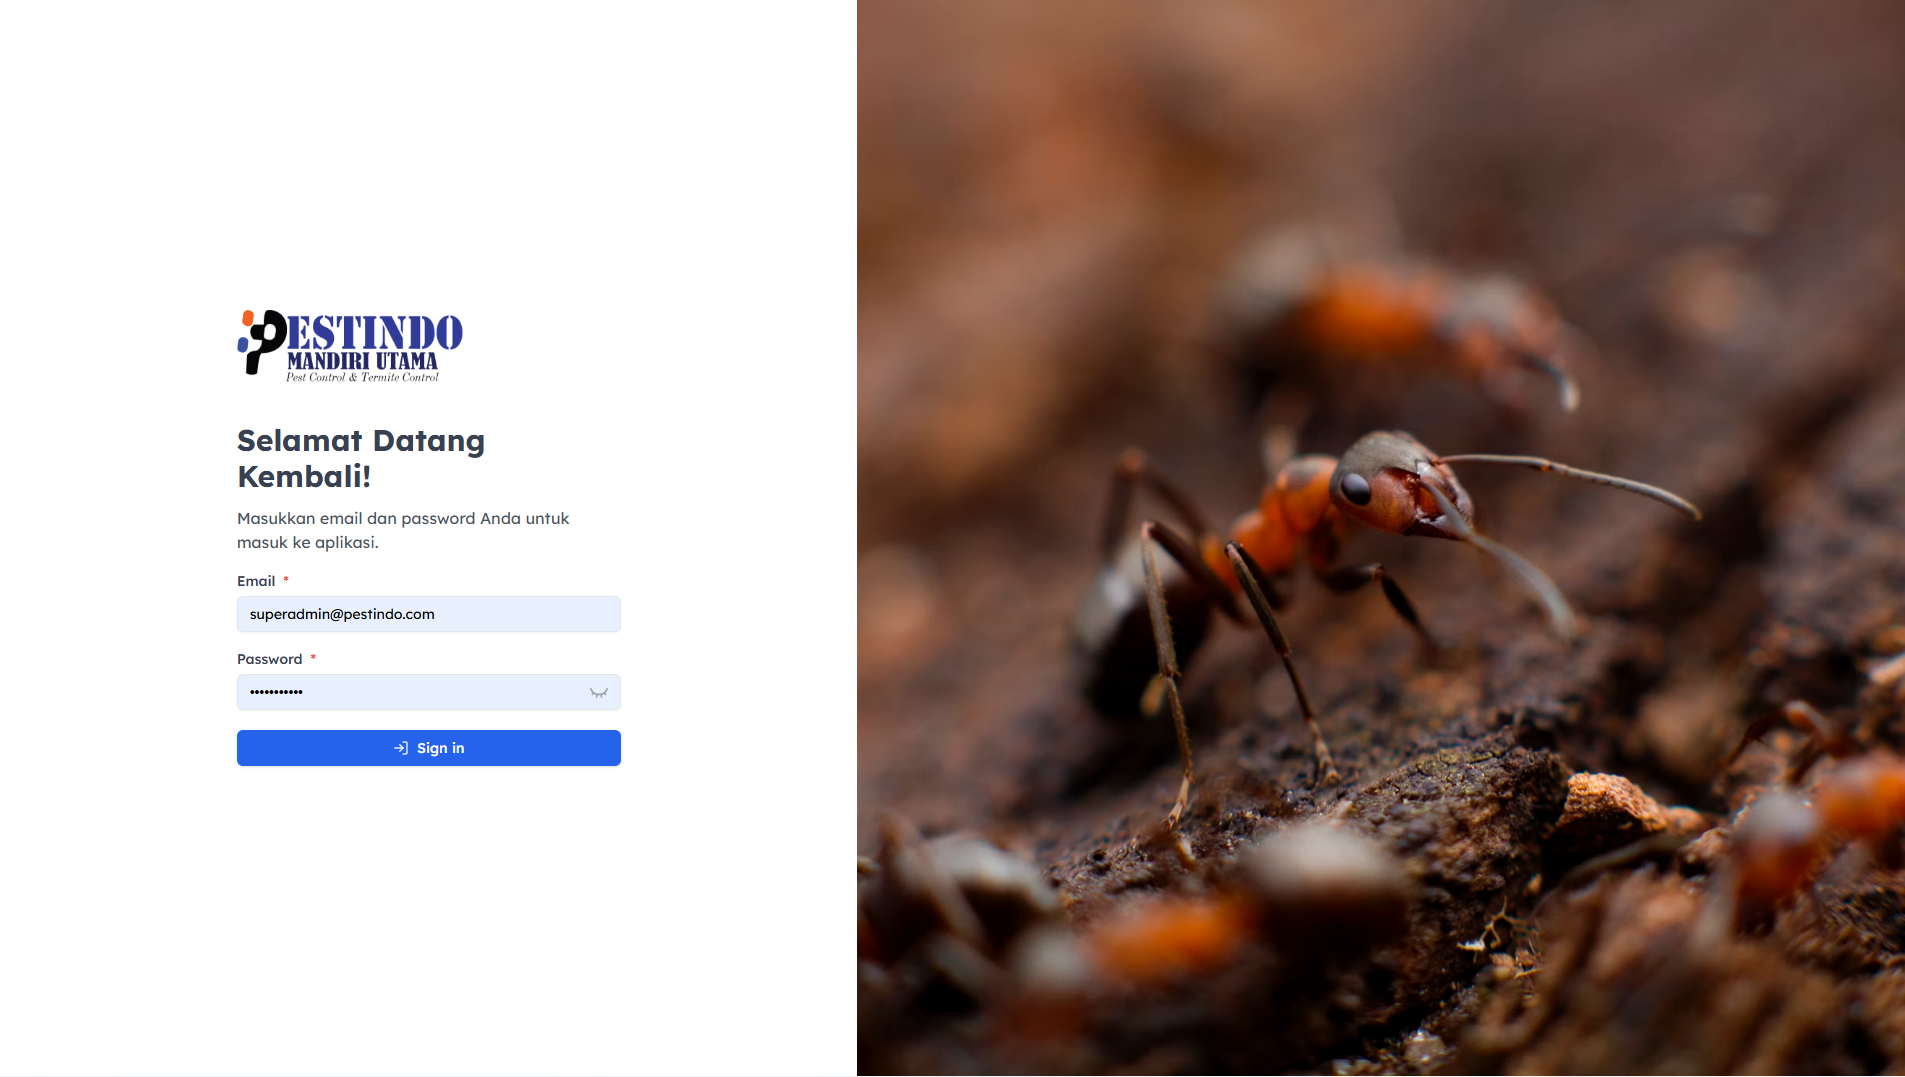 PESTINDO
MANDIRI UTAMA
Pest Control & Termite Control
Selamat Datang
Kembali!
Masukkan email dan password Anda untuk
masuk ke aplikasi.
Email *
superadmin@pestindo.com
Password *
•••••••••••
Sign in